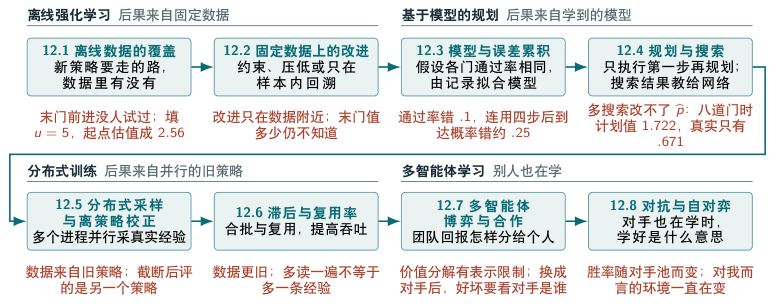 离线强化学习 后果来自固定数据
基于模型的规划 后果来自学到的模型
12.1 离线数据的覆盖
新策略要走的路，
数据里有没有
12.2 固定数据上的改进
约束、压低或只在
样本内回溯
12.3 模型与误差累积
假设各门通过率相同，
由记录拟合模型
12.4 规划与搜索
只执行第一步再规划；
搜索结果教给网络
末门前进没人试过；填
u = 5，起点估值成 2.56
改进只在数据附近；末门值
多少仍不知道
通过率错 .1，连用四步后到
达概率错约 .25
多搜索改不了 p̂：八道门时
计划值 1.722，真实只有
.671
分布式训练 后果来自并行的旧策略
多智能体学习 别人也在学
12.5 分布式采样
与离策略校正
多个进程并行采真实经验
12.6 滞后与复用率
合批与复用，提高吞吐
12.7 多智能体
博弈与合作
团队回报怎样分给个人
12.8 对抗与自对弈
对手也在学时，
学好是什么意思
数据来自旧策略；截断后评
的是另一个策略
数据更旧；多读一遍不等于
多一条经验
价值分解有表示限制；换成
对手后，好坏要看对手是谁
胜率随对手池而变；对我而
言的环境一直在变